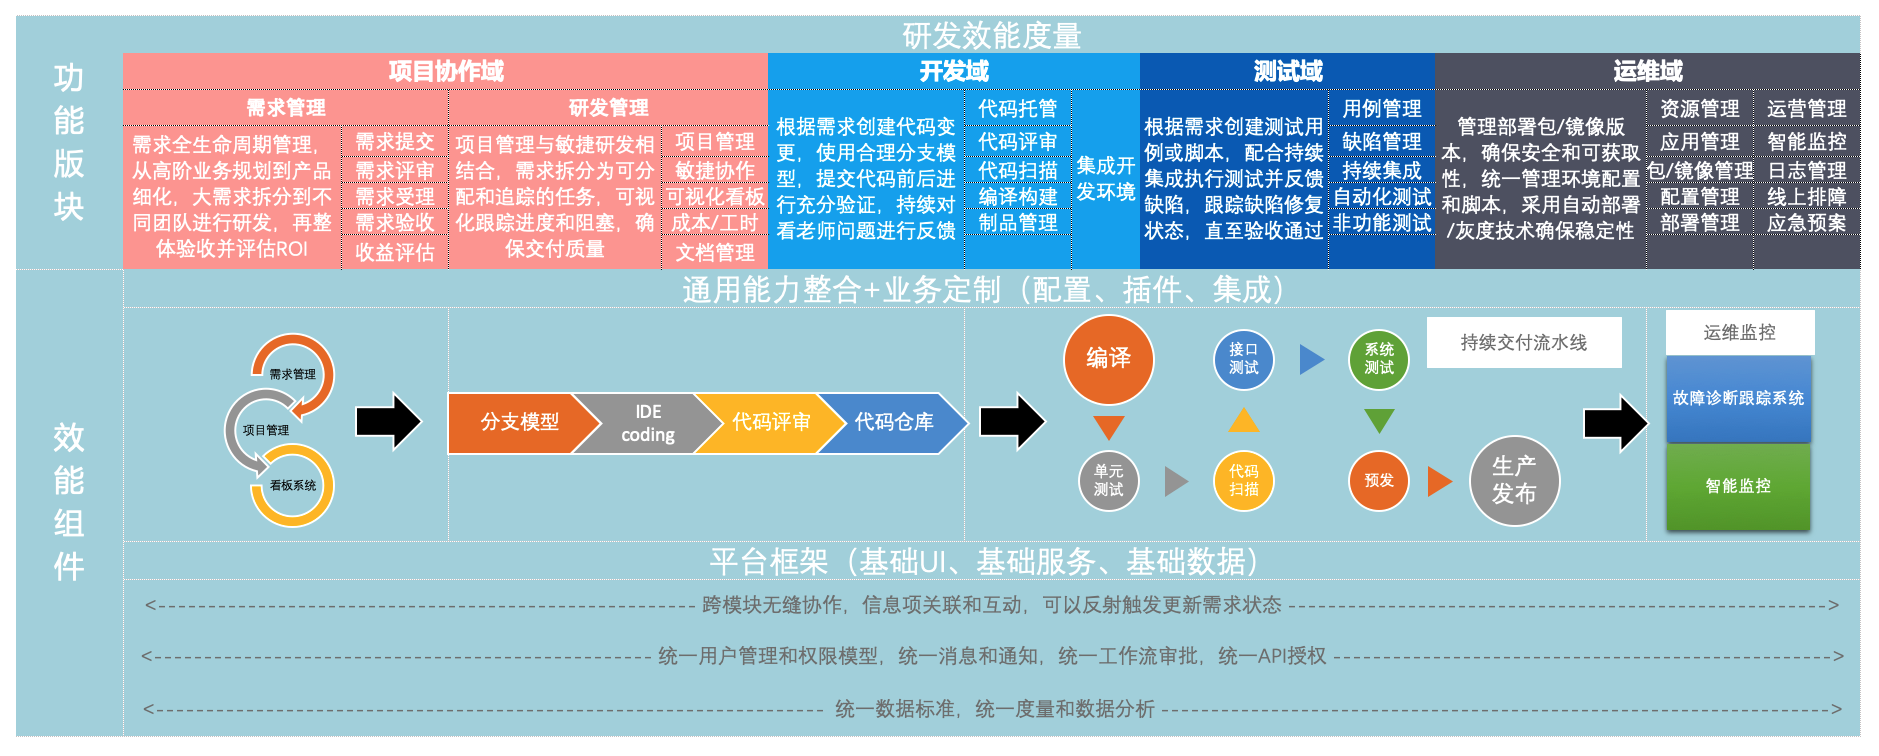 研发效能度量
功能版块
项目协作域
开发域
测试域
运维域
需求管理
需求全生命周期管理，
从高阶业务规划到产品
细化，大需求拆分到不
同团队进行研发，再整
体验收并评估ROI
需求提交
需求评审
需求受理
需求验收
收益评估
研发管理
项目管理与敏捷研发相
结合，需求拆分为可分
配和追踪的任务，可视
化跟踪进度和阻塞，确
保交付质量
项目管理
敏捷协作
可视化看板
成本/工时
文档管理
根据需求创建代码变
更，使用合理分支模
型，提交代码前后进
行充分验证，持续对
看老师问题进行反馈
代码托管
代码评审
代码扫描
编译构建
制品管理
集成开
发环境
根据需求创建测试用
例或脚本，配合持续
集成执行测试并反馈
缺陷，跟踪缺陷修复
状态，直至验收通过
用例管理
缺陷管理
持续集成
自动化测试
非功能测试
管理部署包/镜像版
本，确保安全和可获取
性，统一管理环境配置
和脚本，采用自动部署
/灰度技术确保稳定性
资源管理
应用管理
包/镜像管理
配置管理
部署管理
运营管理
智能监控
日志管理
线上排障
应急预案
效能组件
通用能力整合+业务定制（配置、插件、集成）
需求管理
项目管理
看板系统
分支模型
IDE
coding
代码评审
代码仓库
编译
单元
测试
代码
扫描
接口
测试
系统
测试
预发
生产
发布
持续交付流水线
运维监控
故障诊断跟踪系统
智能监控
平台框架（基础UI、基础服务、基础数据）
跨模块无缝协作，信息项关联和互动，可以反射触发更新需求状态
统一用户管理和权限模型，统一消息和通知，统一工作流审批，统一API授权
统一数据标准，统一度量和数据分析